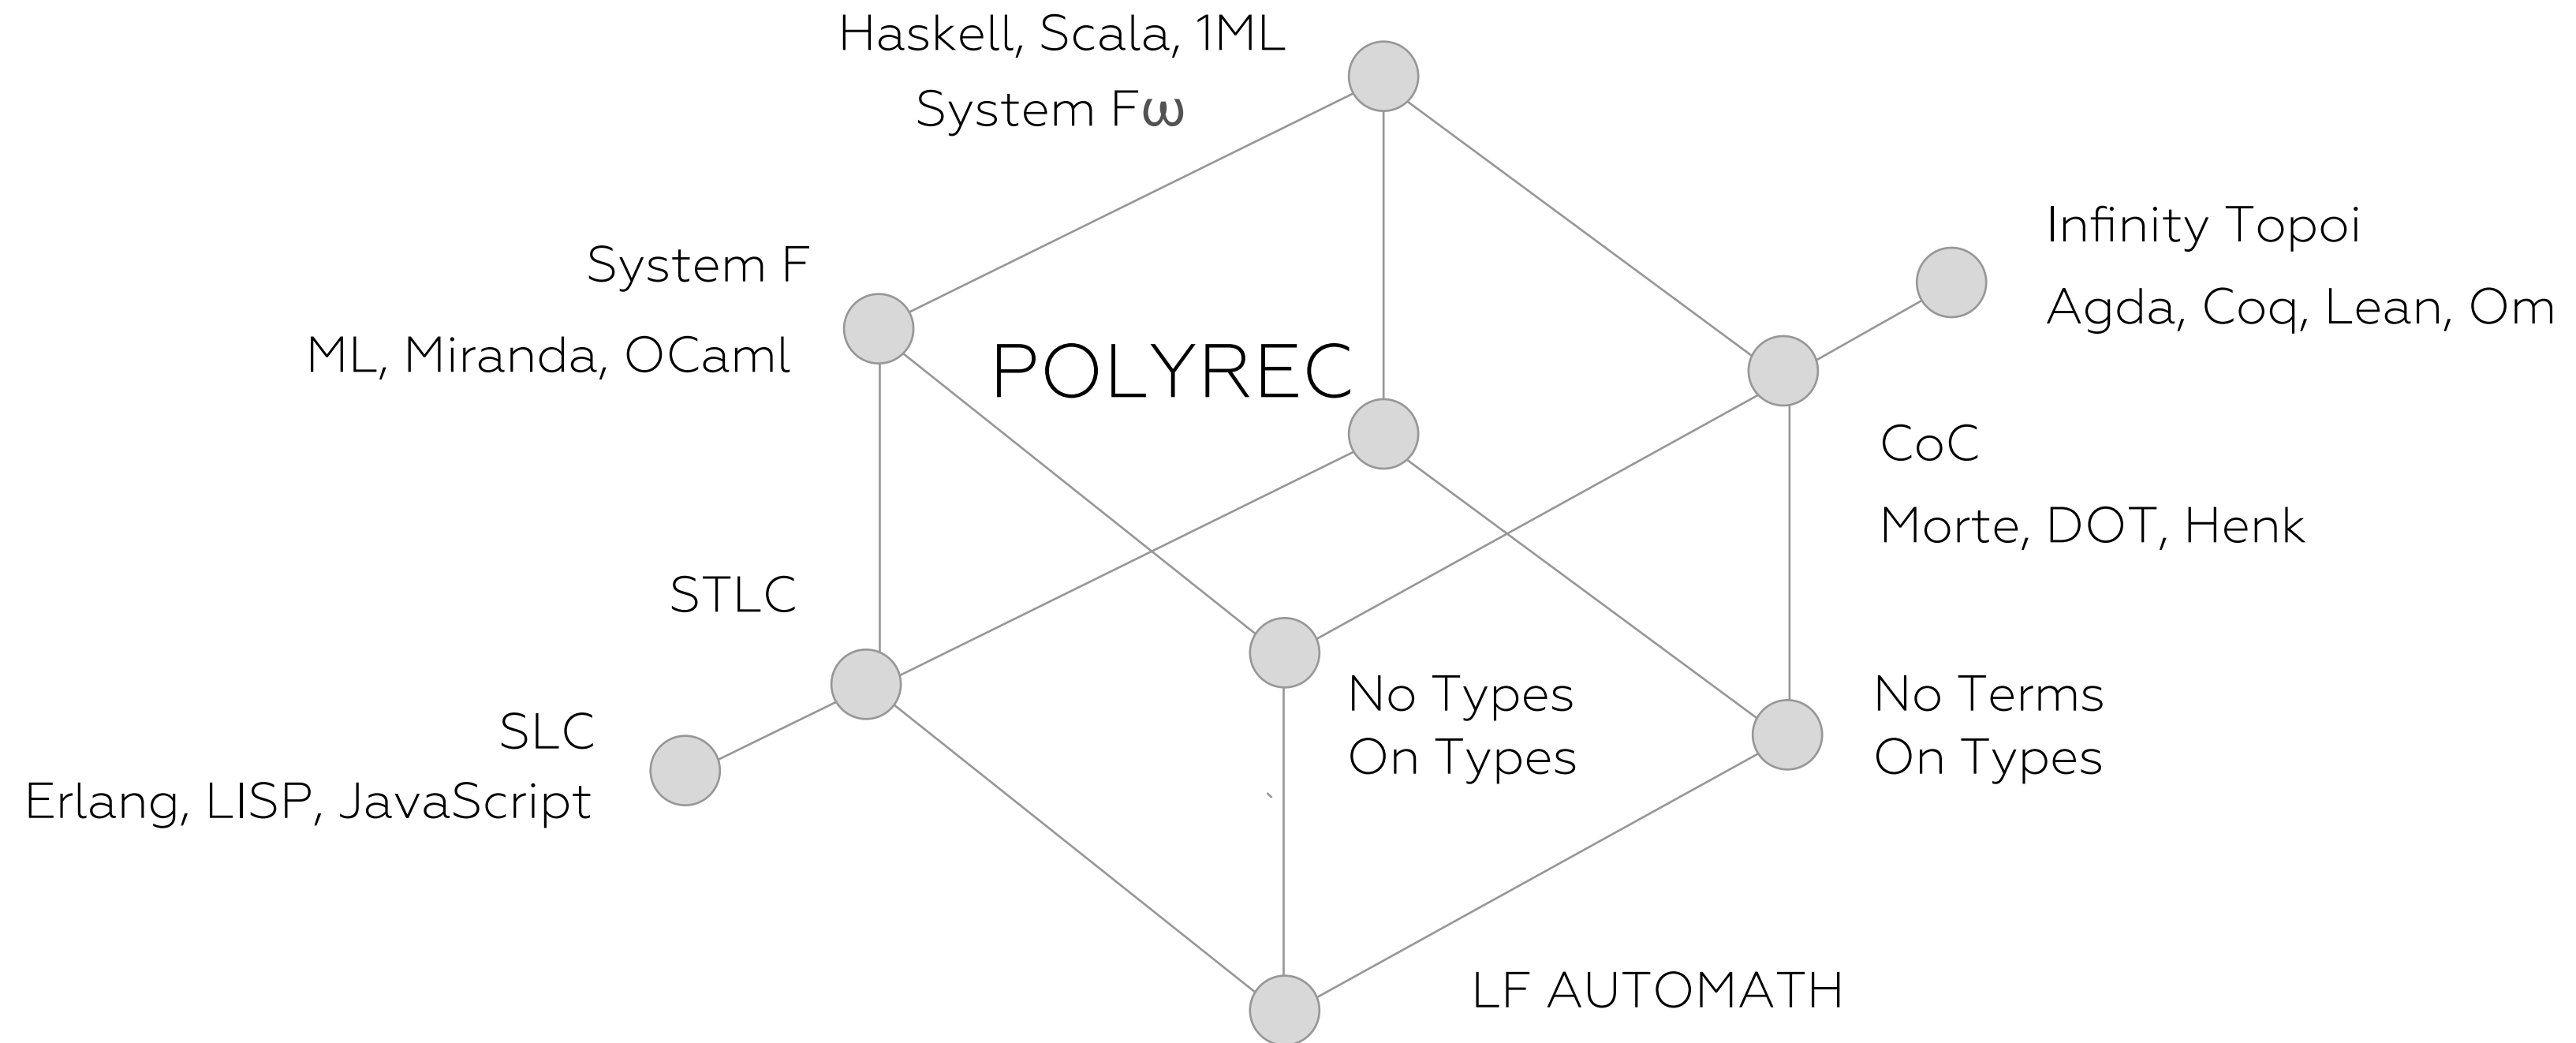 Haskell, Scala, 1ML
System Fω
Infinity Topoi
Agda, Coq, Lean, Om
System F
ML, Miranda, OCaml
POLYREC
CoC
Morte, DOT, Henk
STLC
SLC
Erlang, LISP, JavaScript
No Types
On Types
No Terms
On Types
LF AUTOMATH